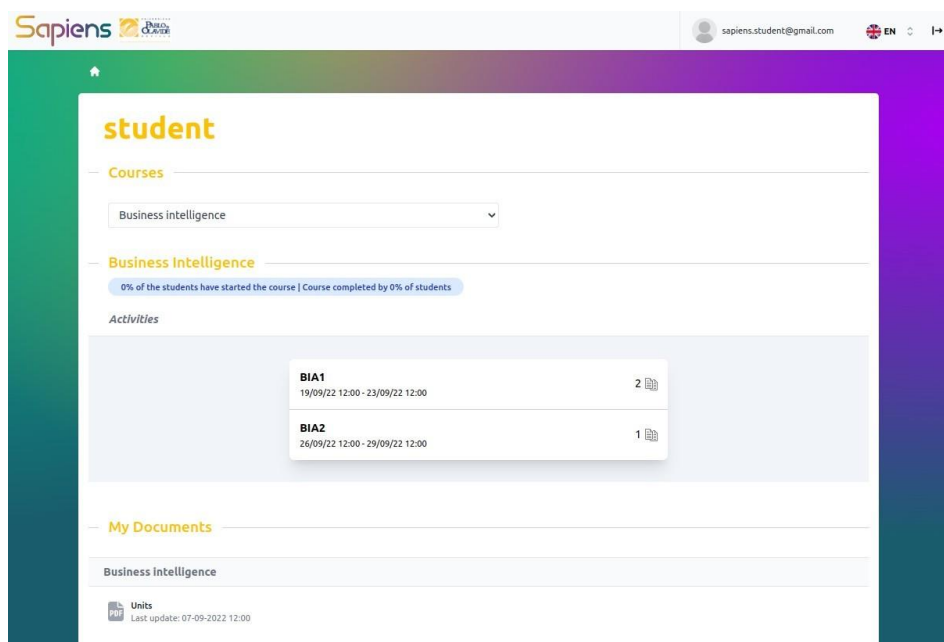 Sapiens
PABLO
OLAVIDE
sapiens.student@gmail.com
EN
student
Courses
Business intelligence
Business Intelligence
0% of the students have started the course | Course completed by 0% of students
Activities
BIA1
19/09/22 12:00 - 23/09/22 12:00
2
BIA2
26/09/22 12:00 - 29/09/22 12:00
1
My Documents
Business intelligence
PDF
Units
Last update: 07-09-2022 12:00